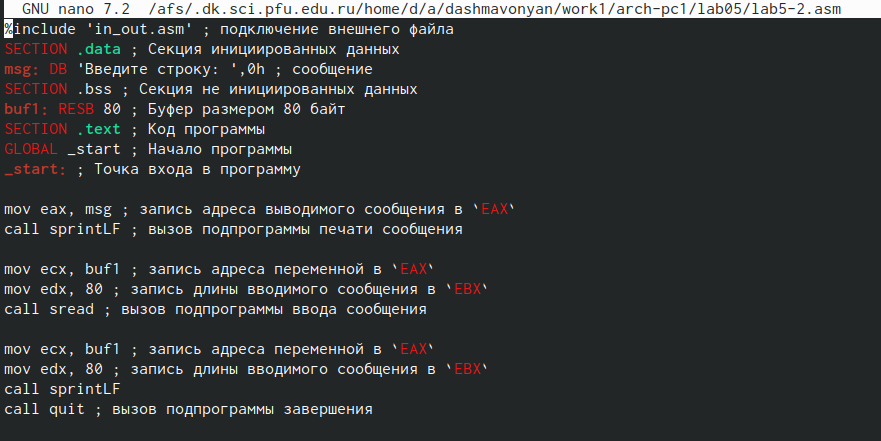 GNU nano 7.2 /afs/.dk.sci.pfu.edu.ru/home/d/a/dashmavonyan/work1/arch-pc1/lab05/lab5-2.asm
%include 'in_out.asm' ; подключение внешнего файла
SECTION .data ; Секция инициированных данных
msg: DB 'Введите строку: ',0h ; сообщение
SECTION .bss ; Секция не инициированных данных
buf1: RESB 80 ; Буфер размером 80 байт
SECTION .text ; Код программы
GLOBAL _start ; Начало программы
_start: ; Точка входа в программу
mov eax, msg ; запись адреса выводимого сообщения в `EAX`
call sprintLF ; вызов подпрограммы печати сообщения
mov ecx, buf1 ; запись адреса переменной в `EAX`
mov edx, 80 ; запись длины вводимого сообщения в `EBX`
call sread ; вызов подпрограммы ввода сообщения
mov ecx, buf1 ; запись адреса переменной в `EAX`
mov edx, 80 ; запись длины вводимого сообщения в `EBX`
call sprintLF
call quit ; вызов подпрограммы завершения